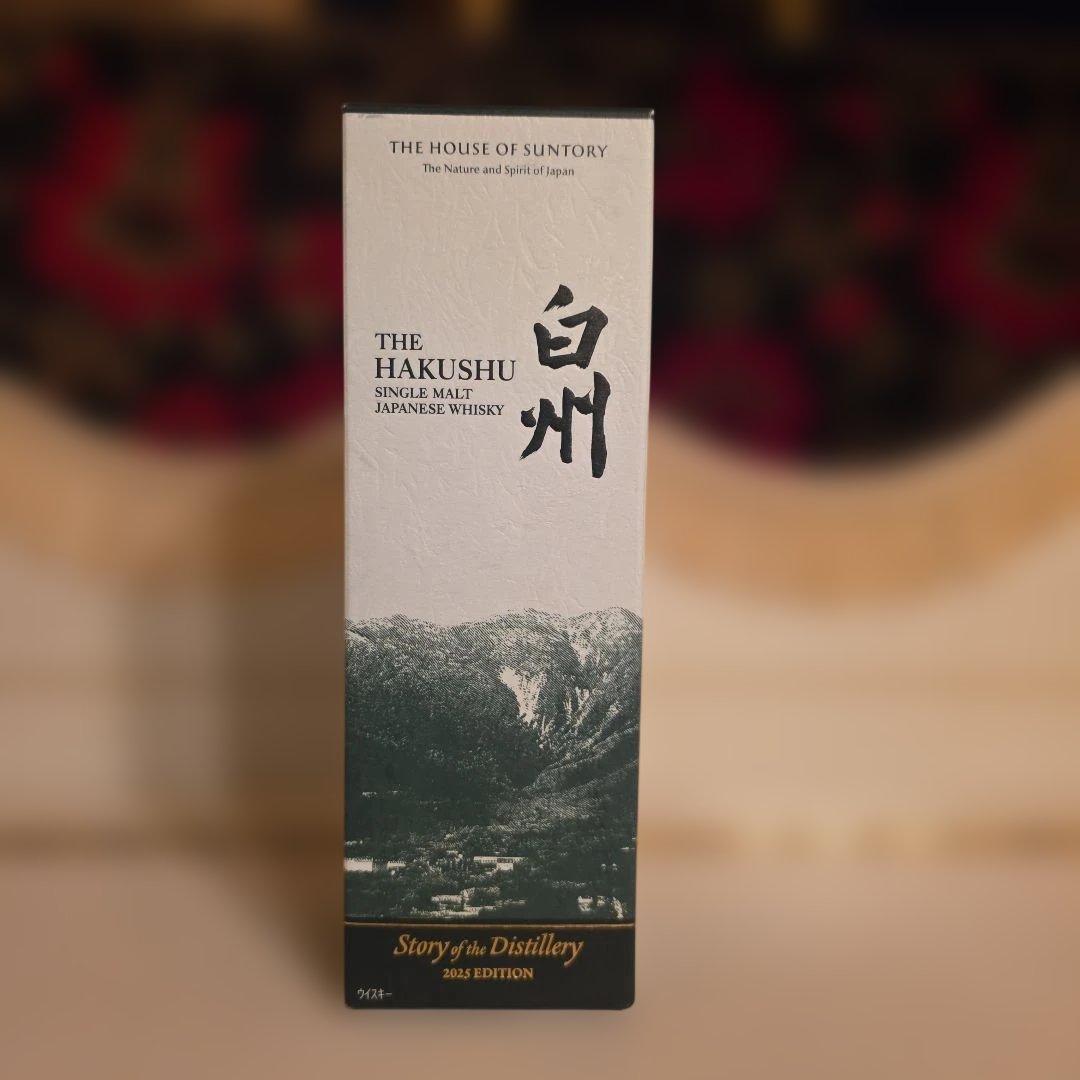 THE HOUSE OF SUNTORY
The Nature and Spirit of Japan
THE
HAKUSHU
SINGLE MALT
JAPANESE WHISKY
白州
Story of the Distillery
2025 EDITION
ウイスキー